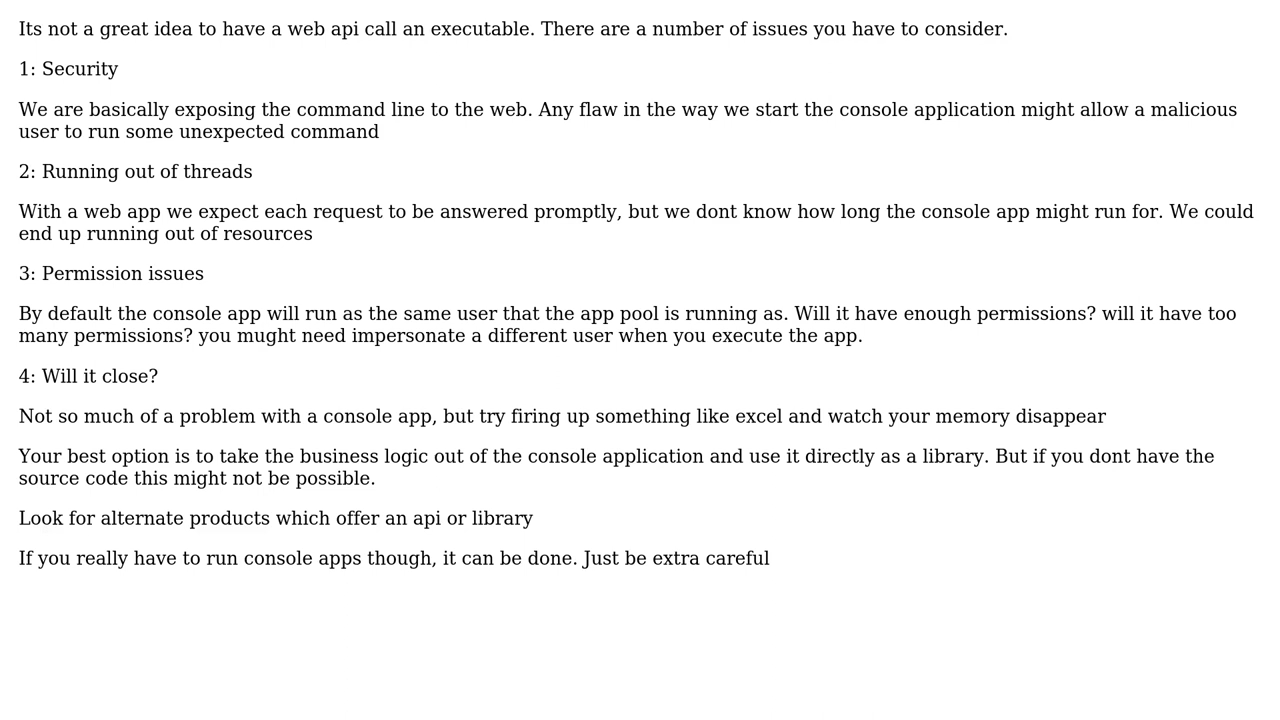 Its not a great idea to have a web api call an executable. There are a number of issues you have to consider.
1: Security
We are basically exposing the command line to the web. Any flaw in the way we start the console application might allow a malicious
user to run some unexpected command
2: Running out of threads
With a web app we expect each request to be answered promptly, but we dont know how long the console app might run for. We could
end up running out of resources
3: Permission issues
By default the console app will run as the same user that the app pool is running as. Will it have enough permissions? will it have too
many permissions? you mught need impersonate a different user when you execute the app.
4: Will it close?
Not so much of a problem with a console app, but try firing up something like excel and watch your memory disappear
Your best option is to take the business logic out of the console application and use it directly as a library. But if you dont have the
source code this might not be possible.
Look for alternate products which offer an api or library
If you really have to run console apps though, it can be done. Just be extra careful